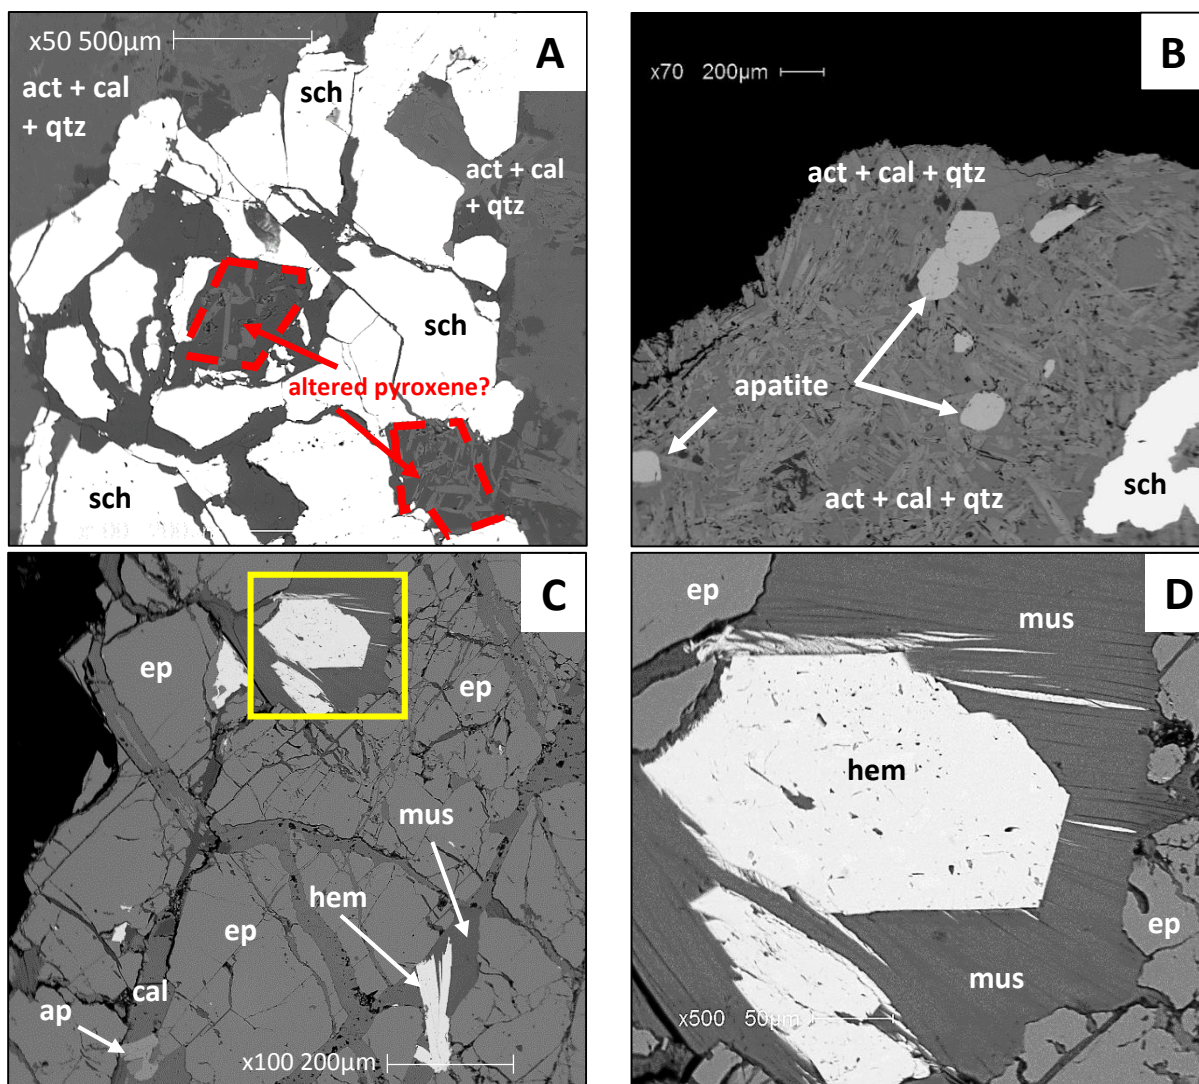 x50 500µm
A
act + cal
+ qtz
sch
act + cal
+ qtz
sch
altered pyroxene?
sch
x70 200µm
B
act + cal + qtz
apatite
act + cal + qtz
sch
C
ep
ep
mus
hem
ep
cal
ap
x100 200µm
D
ep
mus
hem
ep
mus
x500 50µm